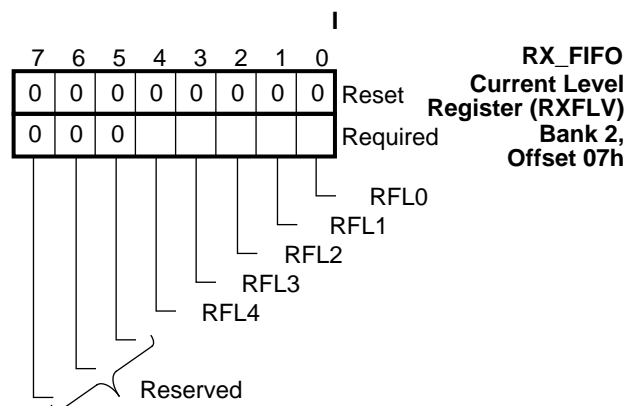 I
7 6 5 4 3 2 1 0
0 0 0 0 0 0 0 0 Reset
0 0 0 Required
RX_FIFO
Current Level
Register (RXFLV)
Bank 2,
Offset 07h
RFL0
RFL1
RFL2
RFL3
RFL4
Reserved